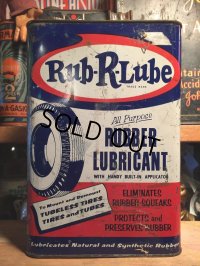 Rub-R-Lube
TRADE MARK
All Purpose
RUBBER
LUBRICANT
WITH HANDY BUILT-IN APPLICATOR
SOLD OUT
To Mount and Demount
TUBELESS TIRES
TIRES and TUBES
ELIMINATES
RUBBER SQUEAKS
PROTECTS and
PRESERVES RUBBER
Lubricates Natural and Synthetic Rubber